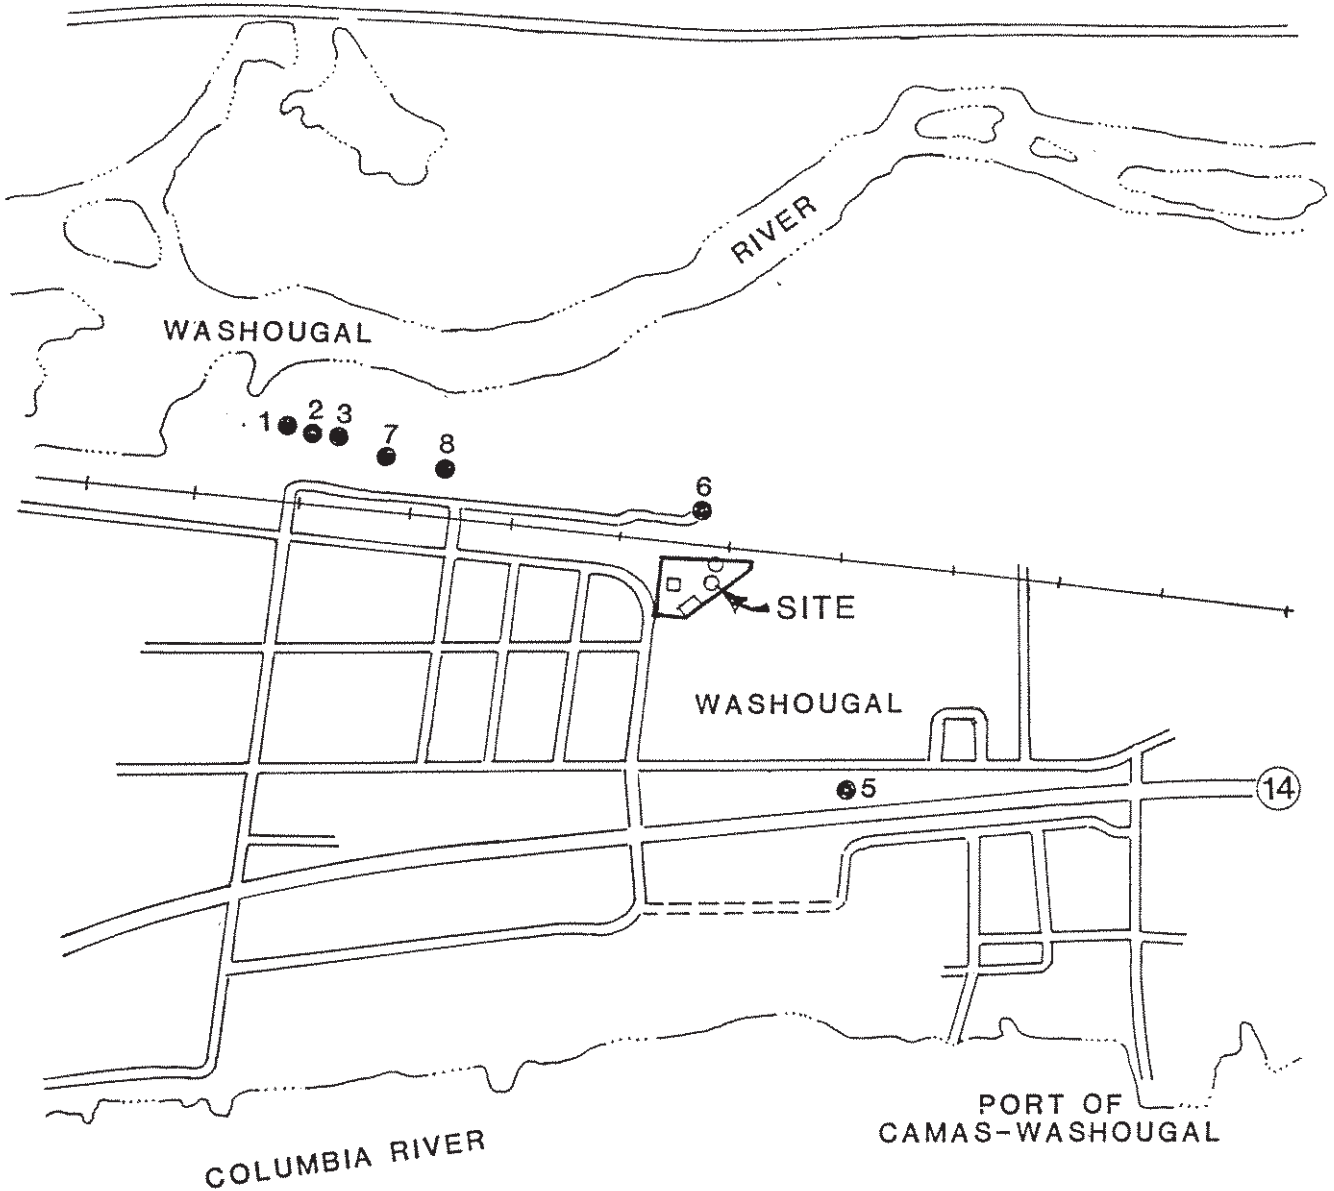 RIVER
WASHOUGAL
1
2
3
7
8
6
SITE
WASHOUGAL
5
14
PORT OF
CAMAS-WASHOUGAL
COLUMBIA RIVER